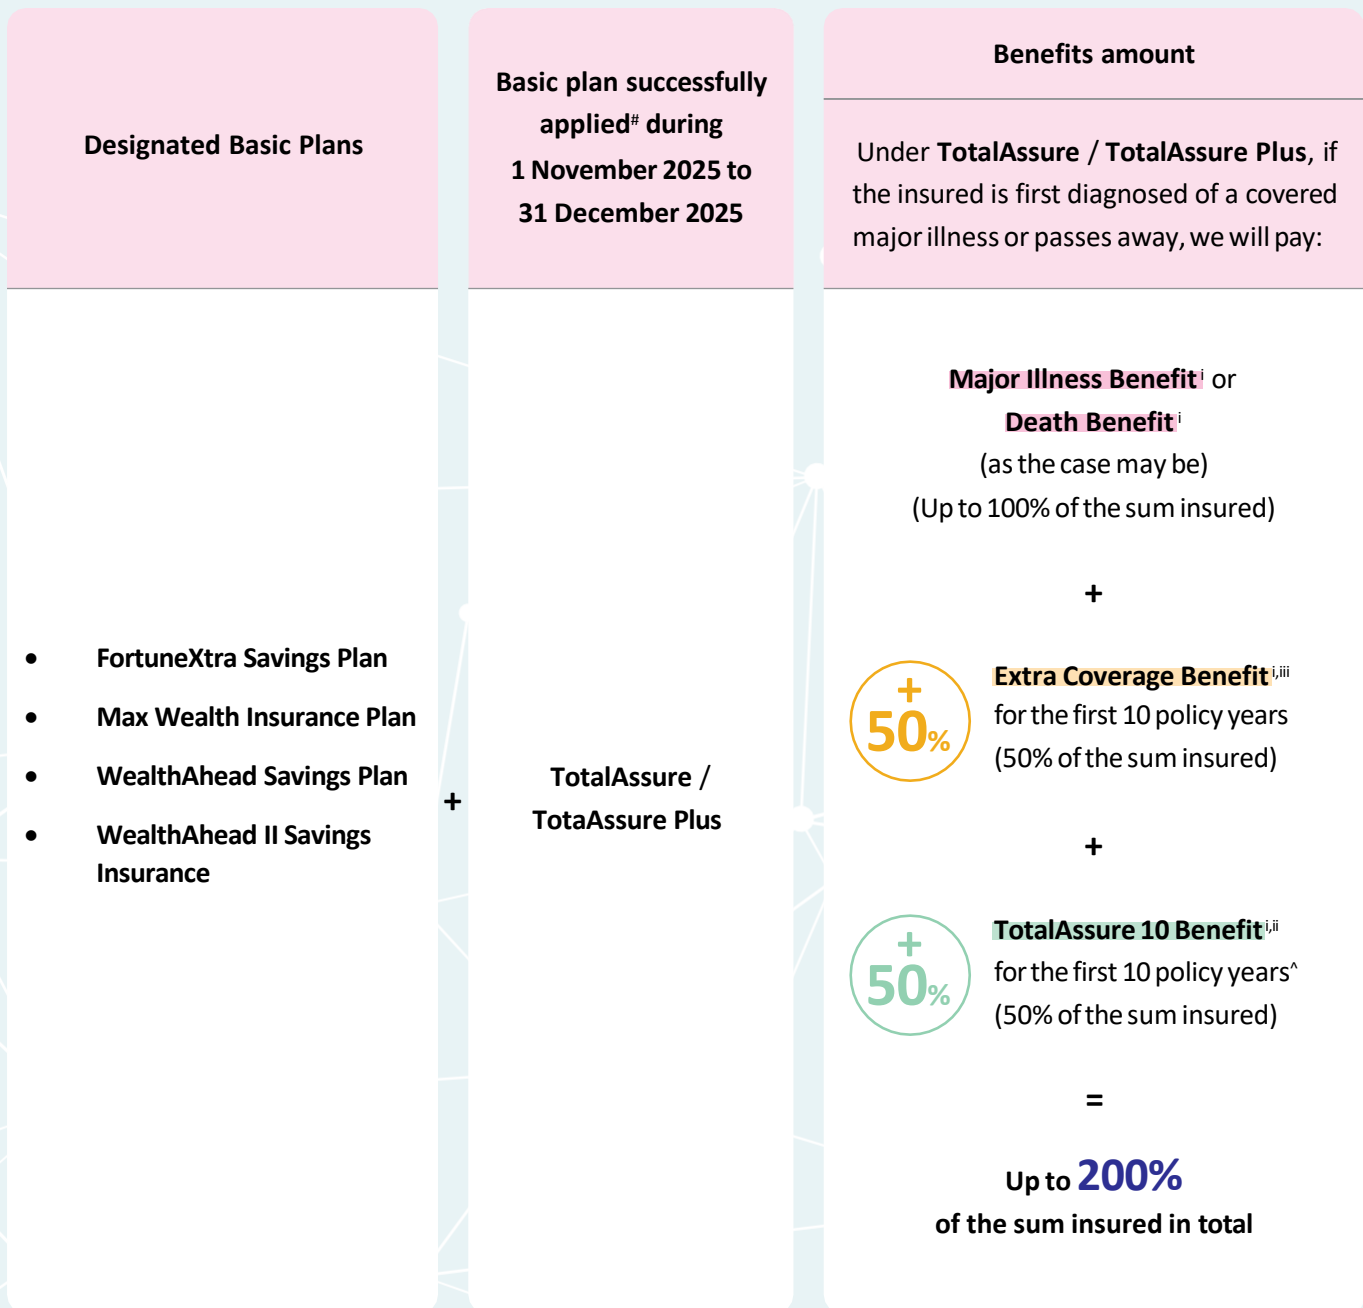 Designated Basic Plans
Basic plan successfully
applied# during
1 November 2025 to
31 December 2025
Benefits amount
Under TotalAssure / TotalAssure Plus, if
the insured is first diagnosed of a covered
major illness or passes away, we will pay:
• FortuneXtra Savings Plan
• Max Wealth Insurance Plan
• WealthAhead Savings Plan
• WealthAhead II Savings
Insurance
+
TotalAssure /
TotaAssure Plus
Major Illness Benefit i or
Death Benefit i
(as the case may be)
(Up to 100% of the sum insured)
+
+
50%
Extra Coverage Benefit i,iii
for the first 10 policy years
(50% of the sum insured)
+
+
50%
TotalAssure 10 Benefit i,ii
for the first 10 policy years^
(50% of the sum insured)
=
Up to 200%
of the sum insured in total